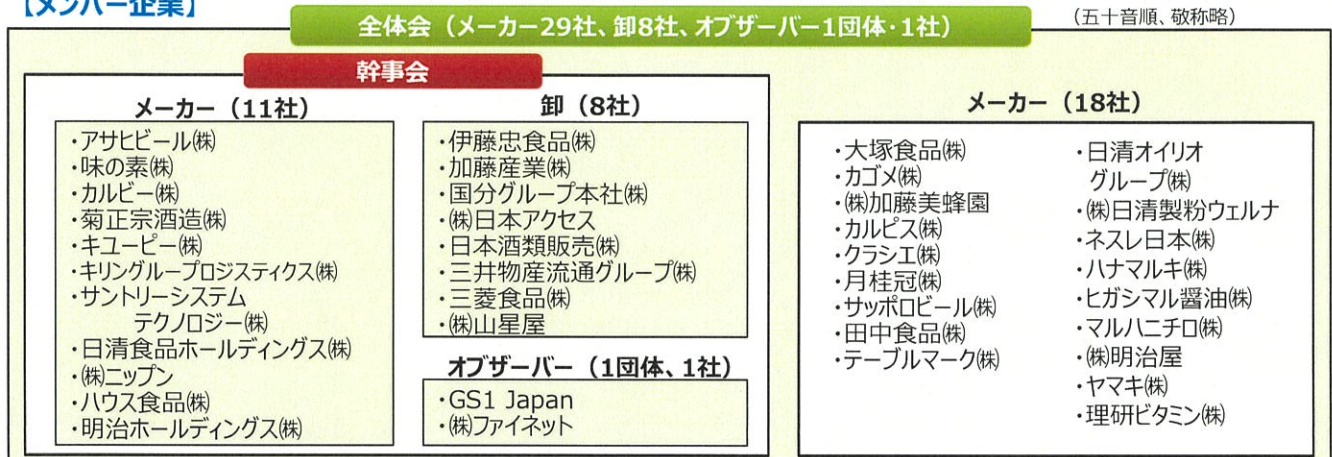 【メンバー企業】
全体会（メーカー29社、卸8社、オブザーバー1団体・1社）
（五十音順、敬称略）
幹事会
メーカー（11社）
・アサヒビール㈱
・味の素㈱
・カルビー㈱
・菊正宗酒造㈱
・キユーピー㈱
・キリングループロジスティクス㈱
・サントリーシステム
テクノロジー㈱
・日清食品ホールディングス㈱
・㈱ニップン
・ハウス食品㈱
・明治ホールディングス㈱
卸（8社）
・伊藤忠食品㈱
・加藤産業㈱
・国分グループ本社㈱
・㈱日本アクセス
・日本酒類販売㈱
・三井物産流通グループ㈱
・三菱食品㈱
・㈱山星屋
オブザーバー（1団体、1社）
・GS1 Japan
・㈱ファイネット
メーカー（18社）
・大塚食品㈱
・カゴメ㈱
・㈱加藤美蜂園
・カルピス㈱
・クラシエ㈱
・月桂冠㈱
・サッポロビール㈱
・田中食品㈱
・テーブルマーク㈱
・日清オイリオ
グループ㈱
・㈱日清製粉ウェルナ
・ネスレ日本㈱
・ハナマルキ㈱
・ヒガシマル醤油㈱
・マルハニチロ㈱
・㈱明治屋
・ヤマキ㈱
・理研ビタミン㈱